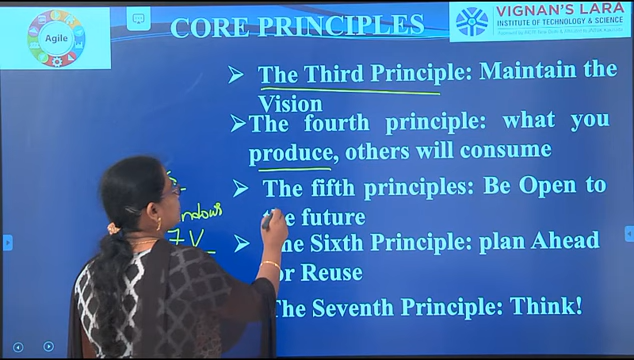 Agile
CORE PRINCIPLES
VIGNAN'S LARA
INSTITUTE OF TECHNOLOGY & SCIENCE
➢ The Third Principle: Maintain the
Vision
➢ The fourth principle: what you
produce, others will consume
➢ The fifth principles: Be Open to
future
➢ Sixth Principle: plan Ahead
Reuse
The Seventh Principle: Think!
7 V